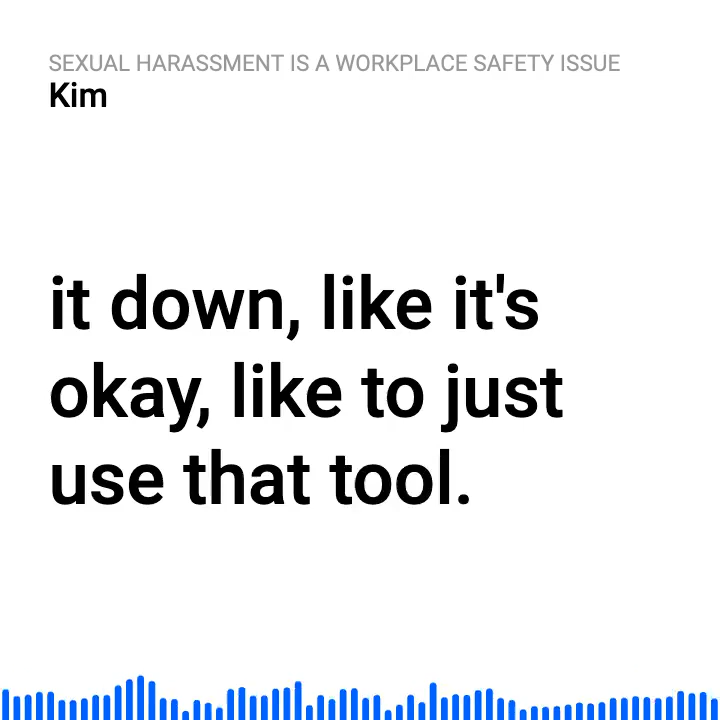 SEXUAL HARASSMENT IS A WORKPLACE SAFETY ISSUE
Kim
it down, like it's
okay, like to just
use that tool.